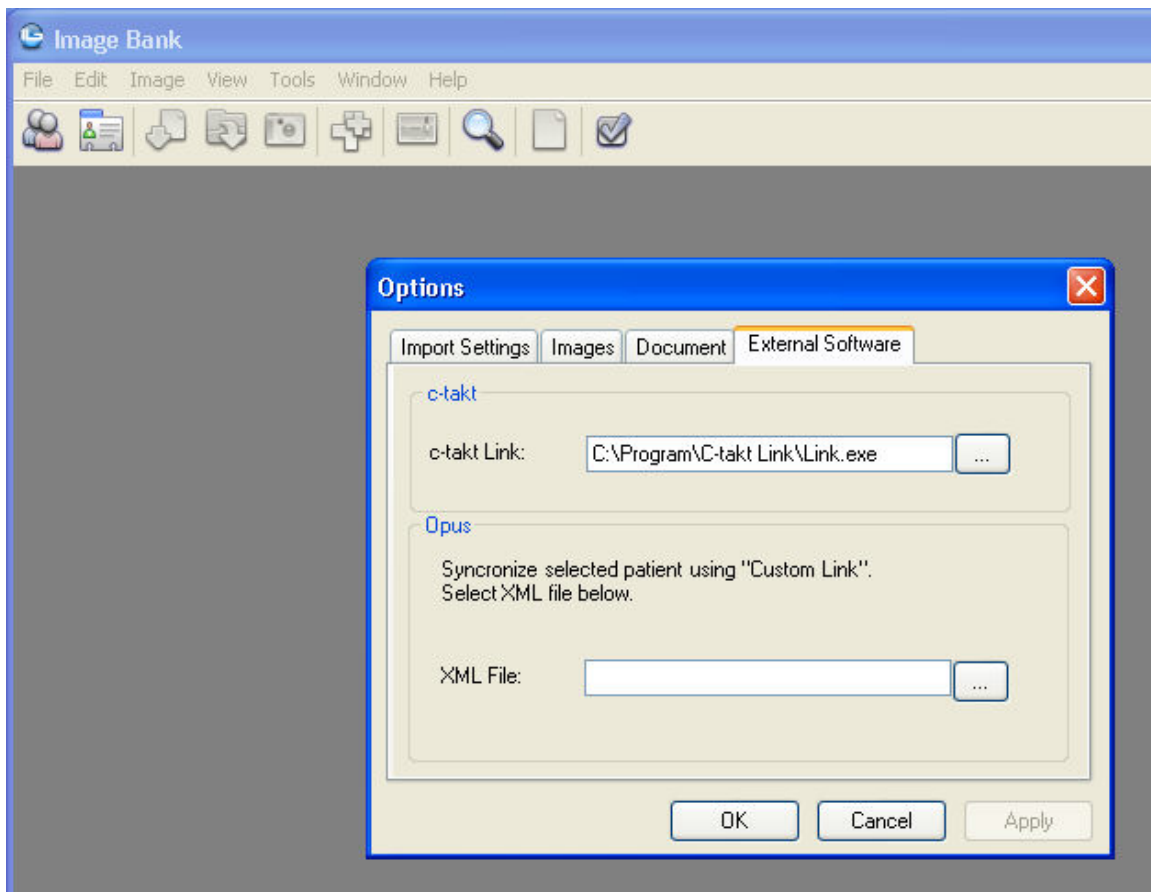 Image Bank
File Edit Image View Tools Window Help
Options
Import Settings Images Document External Software
c-takt
c-takt Link: C:\Program\C-takt Link\Link.exe ...
Opus
Syncronize selected patient using "Custom Link".
Select XML file below.
XML File: ...
OK Cancel Apply